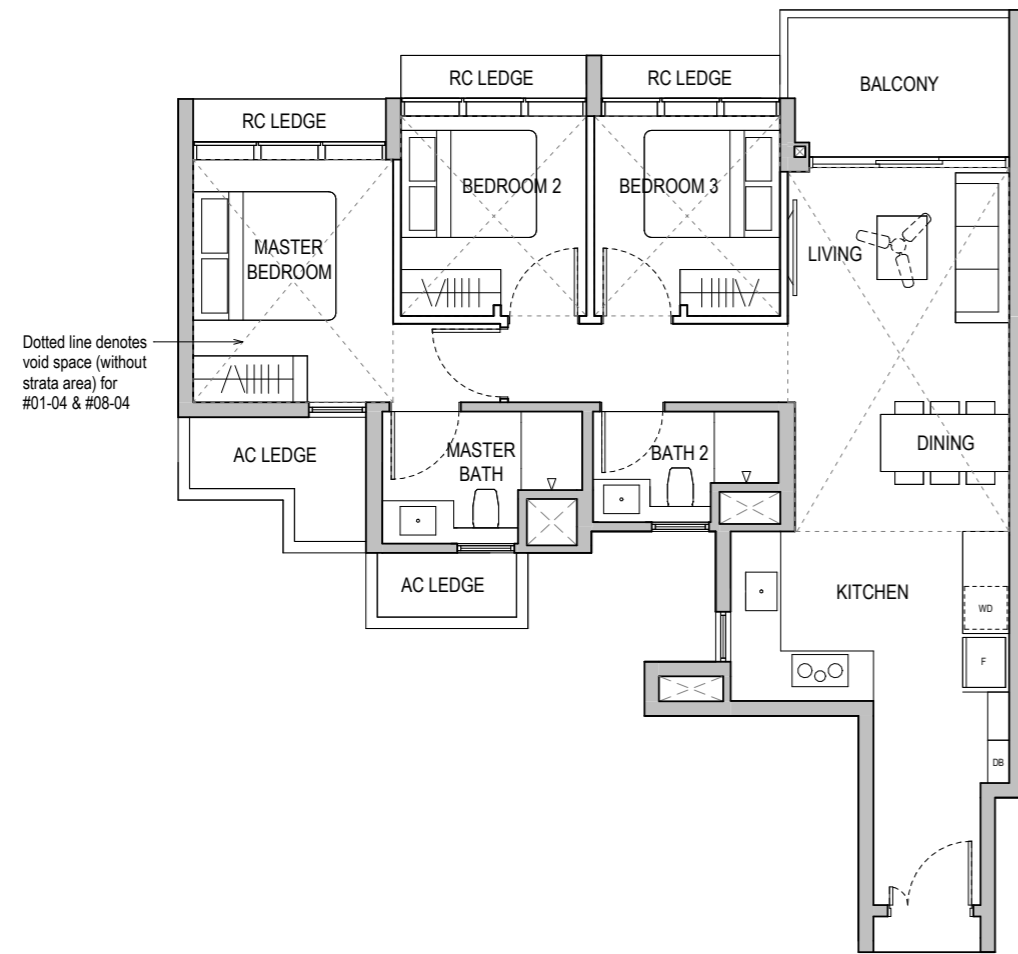 BALCONY
RC LEDGE
RC LEDGE
RC LEDGE
BEDROOM 2
BEDROOM 3
MASTER
BEDROOM
LIVING
Dotted line denotes
void space (without
strata area) for
#01-04 & #08-04
AC LEDGE
MASTER
BATH
BATH 2
DINING
AC LEDGE
KITCHEN
WD
F
DB